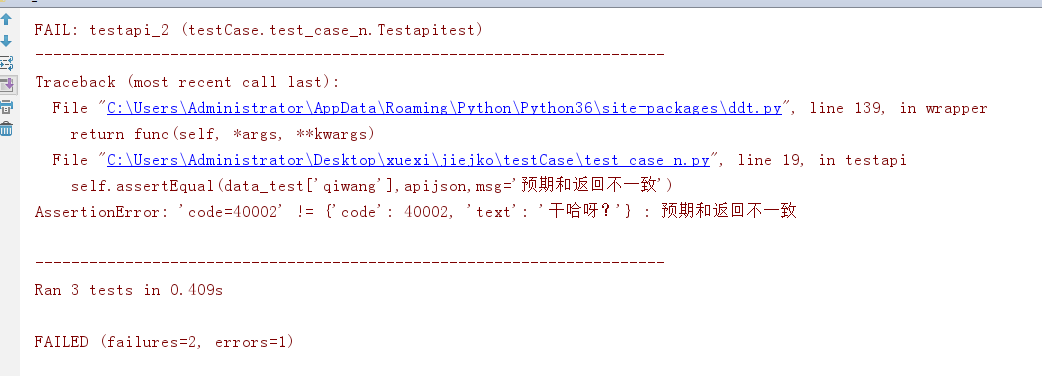 FAIL: testapi_2 (testCase.test_case_n.Testapitest)
----------------------------------------------------------------------
Traceback (most recent call last):
  File "C:\Users\Administrator\AppData\Roaming\Python\Python36\site-packages\ddt.py", line 139, in wrapper
    return func(self, *args, **kwargs)
  File "C:\Users\Administrator\Desktop\xuexi\jiejko\testCase\test_case_n.py", line 19, in testapi
    self.assertEqual(data_test['qiwang'],apijson,msg='预期和返回不一致')
AssertionError: 'code=40002' != {'code': 40002, 'text': '干哈呀？'} : 预期和返回不一致
----------------------------------------------------------------------
Ran 3 tests in 0.409s
FAILED (failures=2, errors=1)